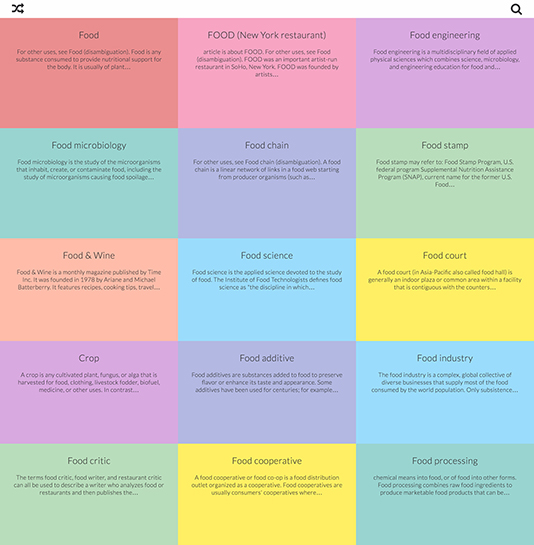 Food
For other uses, see Food (disambiguation). Food is any
substance consumed to provide nutritional support for
the body. It is usually of plant....
FOOD (New York restaurant)
article is about FOOD. For other uses, see Food
(disambiguation). FOOD was an important artist-run
restaurant in SoHo, New York. FOOD was founded by
artists....
Food engineering
Food engineering is a multidisciplinary field of applied
physical sciences which combines science, microbiology,
and engineering education for food and....
Food microbiology
Food microbiology is the study of the microorganisms
that inhabit, create, or contaminate food, including the
study of microorganisms causing food spoilage....
Food chain
For other uses, see Food chain (disambiguation). A food
chain is a linear network of links in a food web starting
from producer organisms (such as....
Food stamp
Food stamp may refer to: Food Stamp Program, U.S.
federal program Supplemental Nutrition Assistance
Program (SNAP), current name for the former U.S.
Food....
Food & Wine
Food & Wine is a monthly magazine published by Time
Inc. It was founded in 1978 by Ariane and Michael
Batterberry. It features recipes, cooking tips, travel....
Food science
Food science is the applied science devoted to the study
of food. The Institute of Food Technologists defines food
science as "the discipline in which....
Food court
A food court (in Asia-Pacific also called food hall) is
generally an indoor plaza or common area within a facility
that is contiguous with the counters....
Crop
A crop is any cultivated plant, fungus, or alga that is
harvested for food, clothing, livestock fodder, biofuel,
medicine, or other uses. In contrast....
Food additive
Food additives are substances added to food to preserve
flavor or enhance its taste and appearance. Some
additives have been used for centuries; for example....
Food industry
The food industry is a complex, global collective of
diverse businesses that supply most of the food
consumed by the world population. Only subsistence....
Food critic
The terms food critic, food writer, and restaurant critic
can all be used to describe a writer who analyzes food or
restaurants and then publishes the....
Food cooperative
A food cooperative or food co-op is a food distribution
outlet organized as a cooperative. Food cooperatives are
usually consumers' cooperatives where....
Food processing
chemical means into food, or of food into other forms.
Food processing combines raw food ingredients to
produce marketable food products that can be....